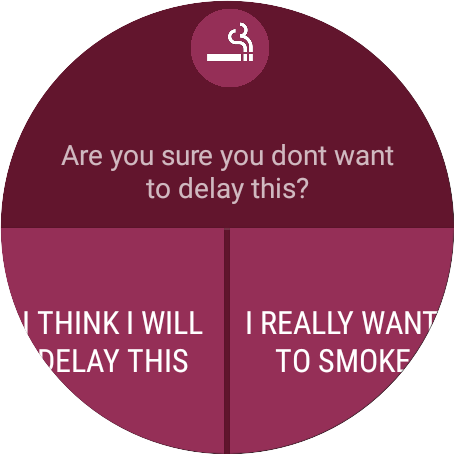 Are you sure you dont want
to delay this?
I THINK I WILL
DELAY THIS
I REALLY WANT
TO SMOKE